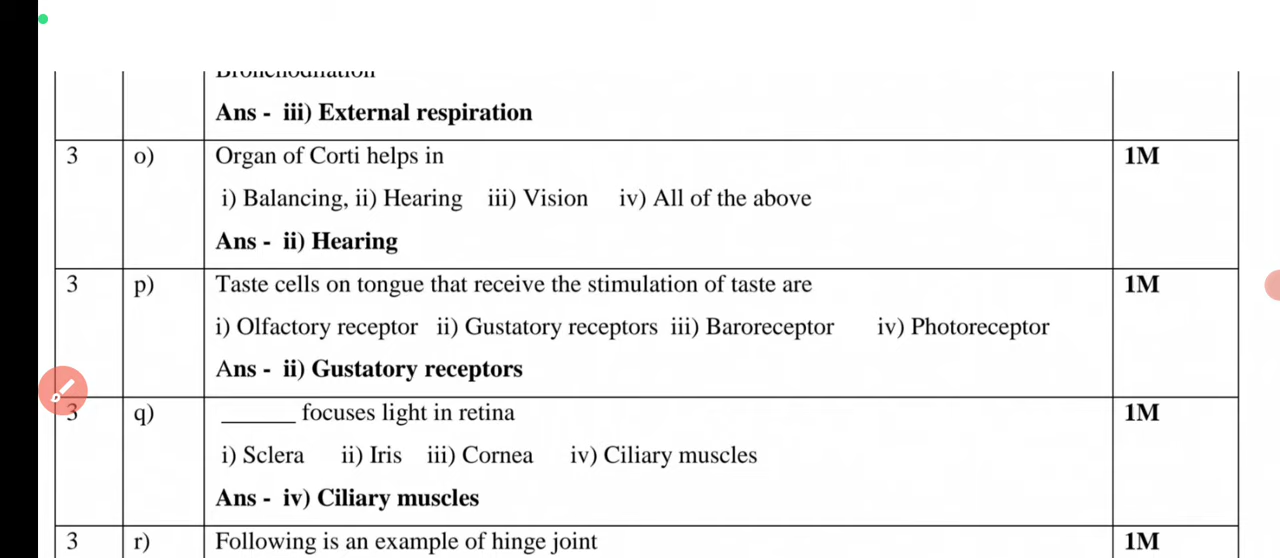 Bronchodilation
Ans - iii) External respiration
3 o) Organ of Corti helps in 1M
i) Balancing, ii) Hearing iii) Vision iv) All of the above
Ans - ii) Hearing
3 p) Taste cells on tongue that receive the stimulation of taste are 1M
i) Olfactory receptor ii) Gustatory receptors iii) Baroreceptor iv) Photoreceptor
Ans - ii) Gustatory receptors
3 q) ______ focuses light in retina 1M
i) Sclera ii) Iris iii) Cornea iv) Ciliary muscles
Ans - iv) Ciliary muscles
3 r) Following is an example of hinge joint 1M